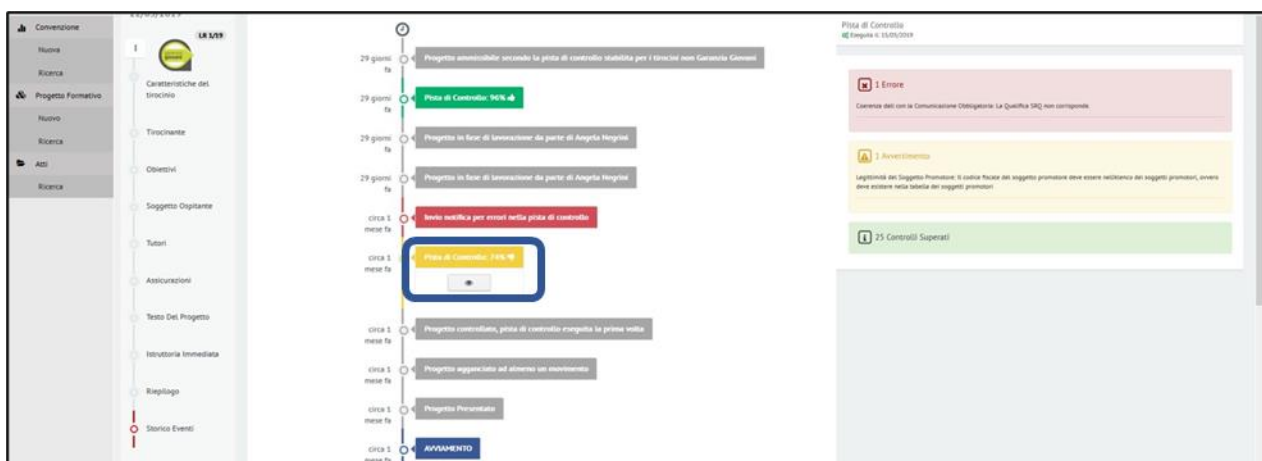 Convenzione
Nuova
Ricerca
Progetto Formativo
Nuovo
Ricerca
Atti
Ricerca
LR 1/19
1
Caratteristiche del
tirocinio
Tirocinante
Obiettivi
Soggetto Ospitante
Tutori
Assicurazioni
Testo Del Progetto
Istruttoria Immediata
Riepilogo
Storico Eventi
29 giorni
fa
Progetto ammissibile secondo la pista di controllo stabilita per i tirocini non Garanzia Giovani
29 giorni
fa
Pista di Controllo: 96%
29 giorni
fa
Progetto in fase di lavorazione da parte di Angela Negrini
29 giorni
fa
Progetto in fase di lavorazione da parte di Angela Negrini
circa 1
mese fa
Invio notifica per errori nella pista di controllo
circa 1
mese fa
Pista di Controllo: 74%
circa 1
mese fa
Progetto controllato, pista di controllo eseguita la prima volta
circa 1
mese fa
Progetto agganciato ad almeno un movimento
circa 1
mese fa
Progetto Presentato
circa 1
mese fa
AVVIAMENTO
Pista di Controllo
Eseguita il: 15/05/2019
1 Errore
Coerenza dati con la Comunicazione Obbligatoria: La Qualifica SRQ non corrisponde
1 Avvertimento
Legittimità del Soggetto Promotore: Il codice fiscale del soggetto promotore deve essere nell'elenco dei soggetti promotori, ovvero
deve esistere nella tabella dei soggetti promotori
25 Controlli Superati